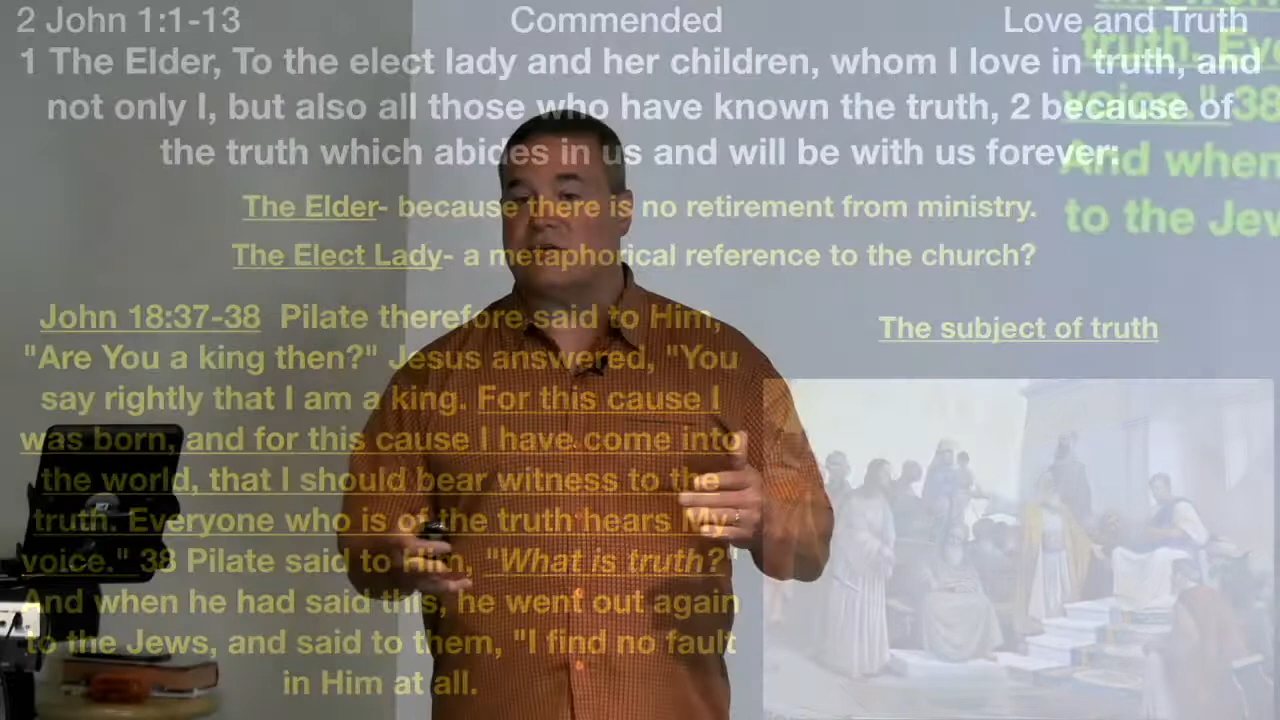 2 John 1:1-13 Commended Love and Truth
1 The Elder, To the elect lady and her children, whom I love in truth, and
not only I, but also all those who have known the truth, 2 because of
the truth which abides in us and will be with us forever:
The Elder- because there is no retirement from ministry.
The Elect Lady- a metaphorical reference to the church?
John 18:37-38 Pilate therefore said to Him,
"Are You a king then?" Jesus answered, "You
say rightly that I am a king. For this cause I
was born, and for this cause I have come into
the world, that I should bear witness to the
truth. Everyone who is of the truth hears My
voice." 38 Pilate said to Him, "What is truth?"
And when he had said this, he went out again
to the Jews, and said to them, "I find no fault
in Him at all.
The subject of truth
truth. Eve
voice." 38
And when
to the Jew